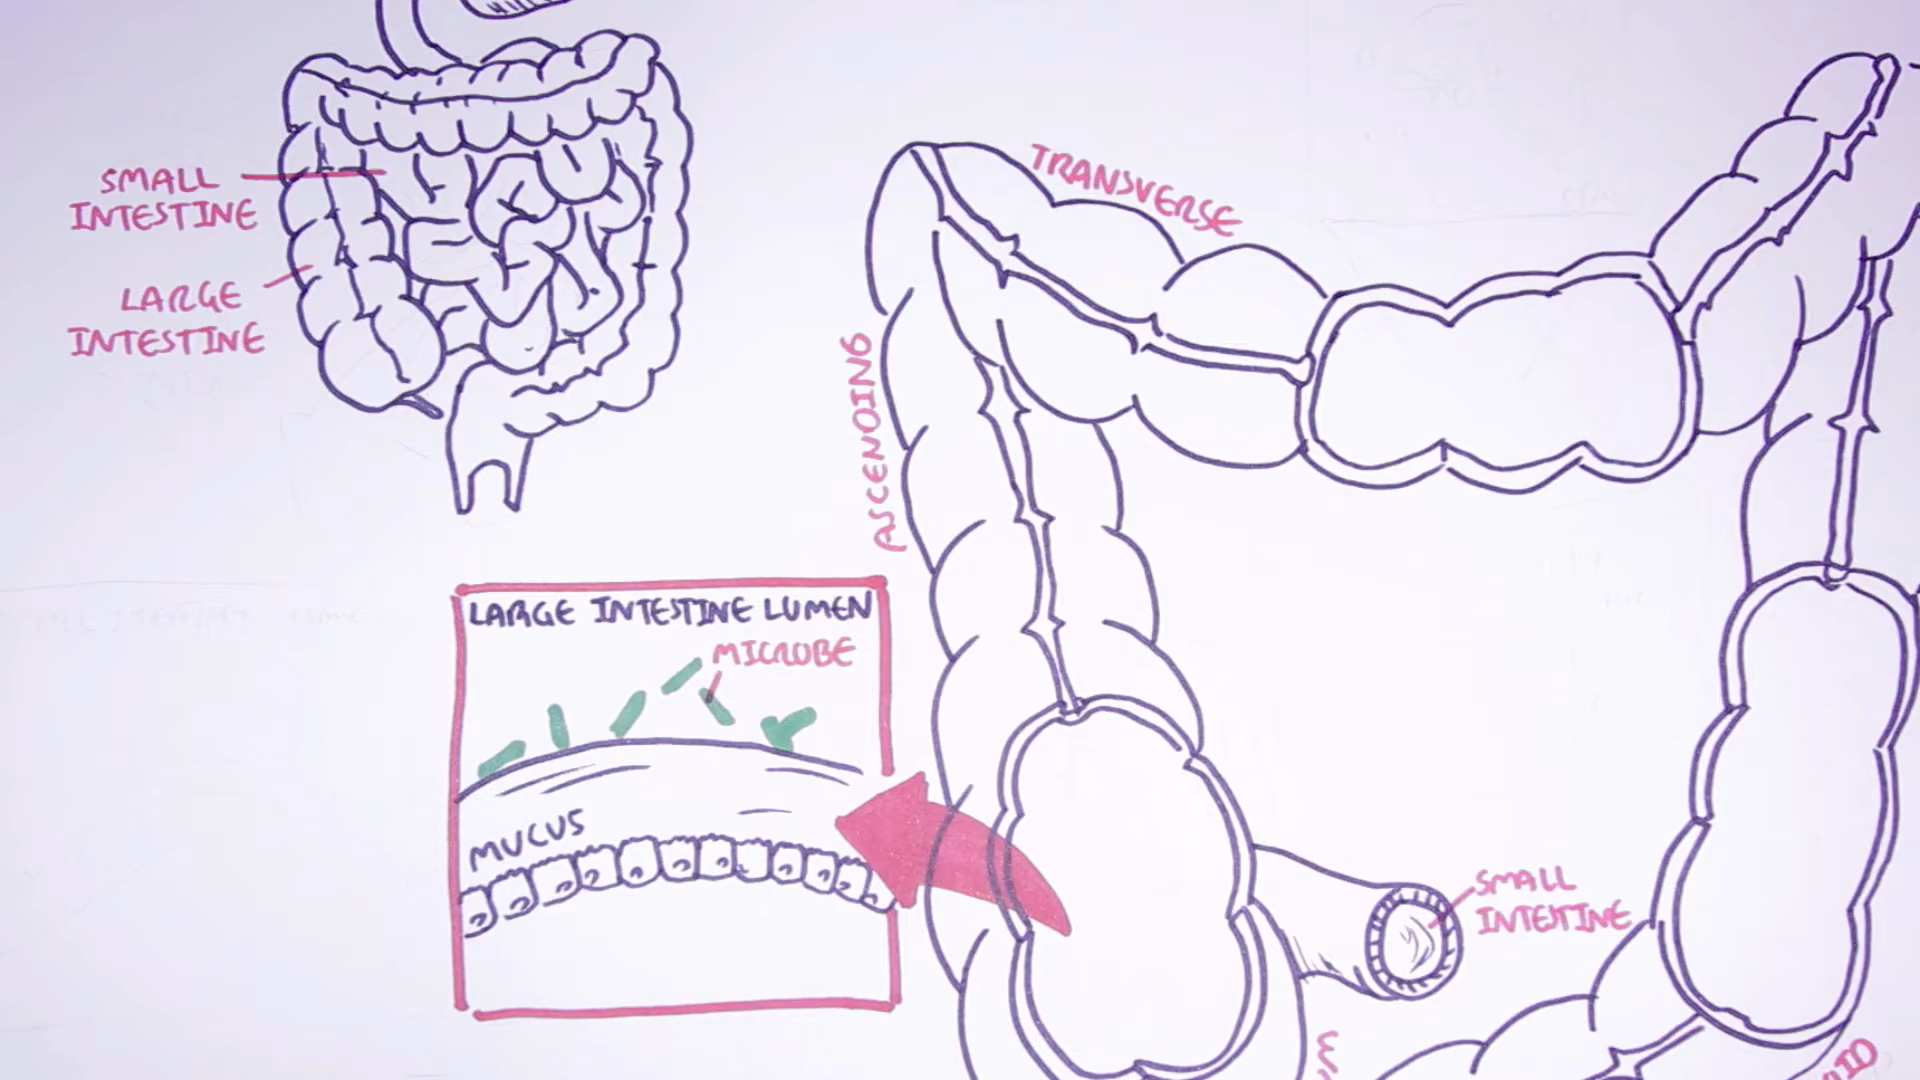 SMALL
INTESTINE
LARGE
INTESTINE
TRANSVERSE
ASCENDING
LARGE INTESTINE LUMEN
MICROBE
MUCUS
SMALL
INTESTINE